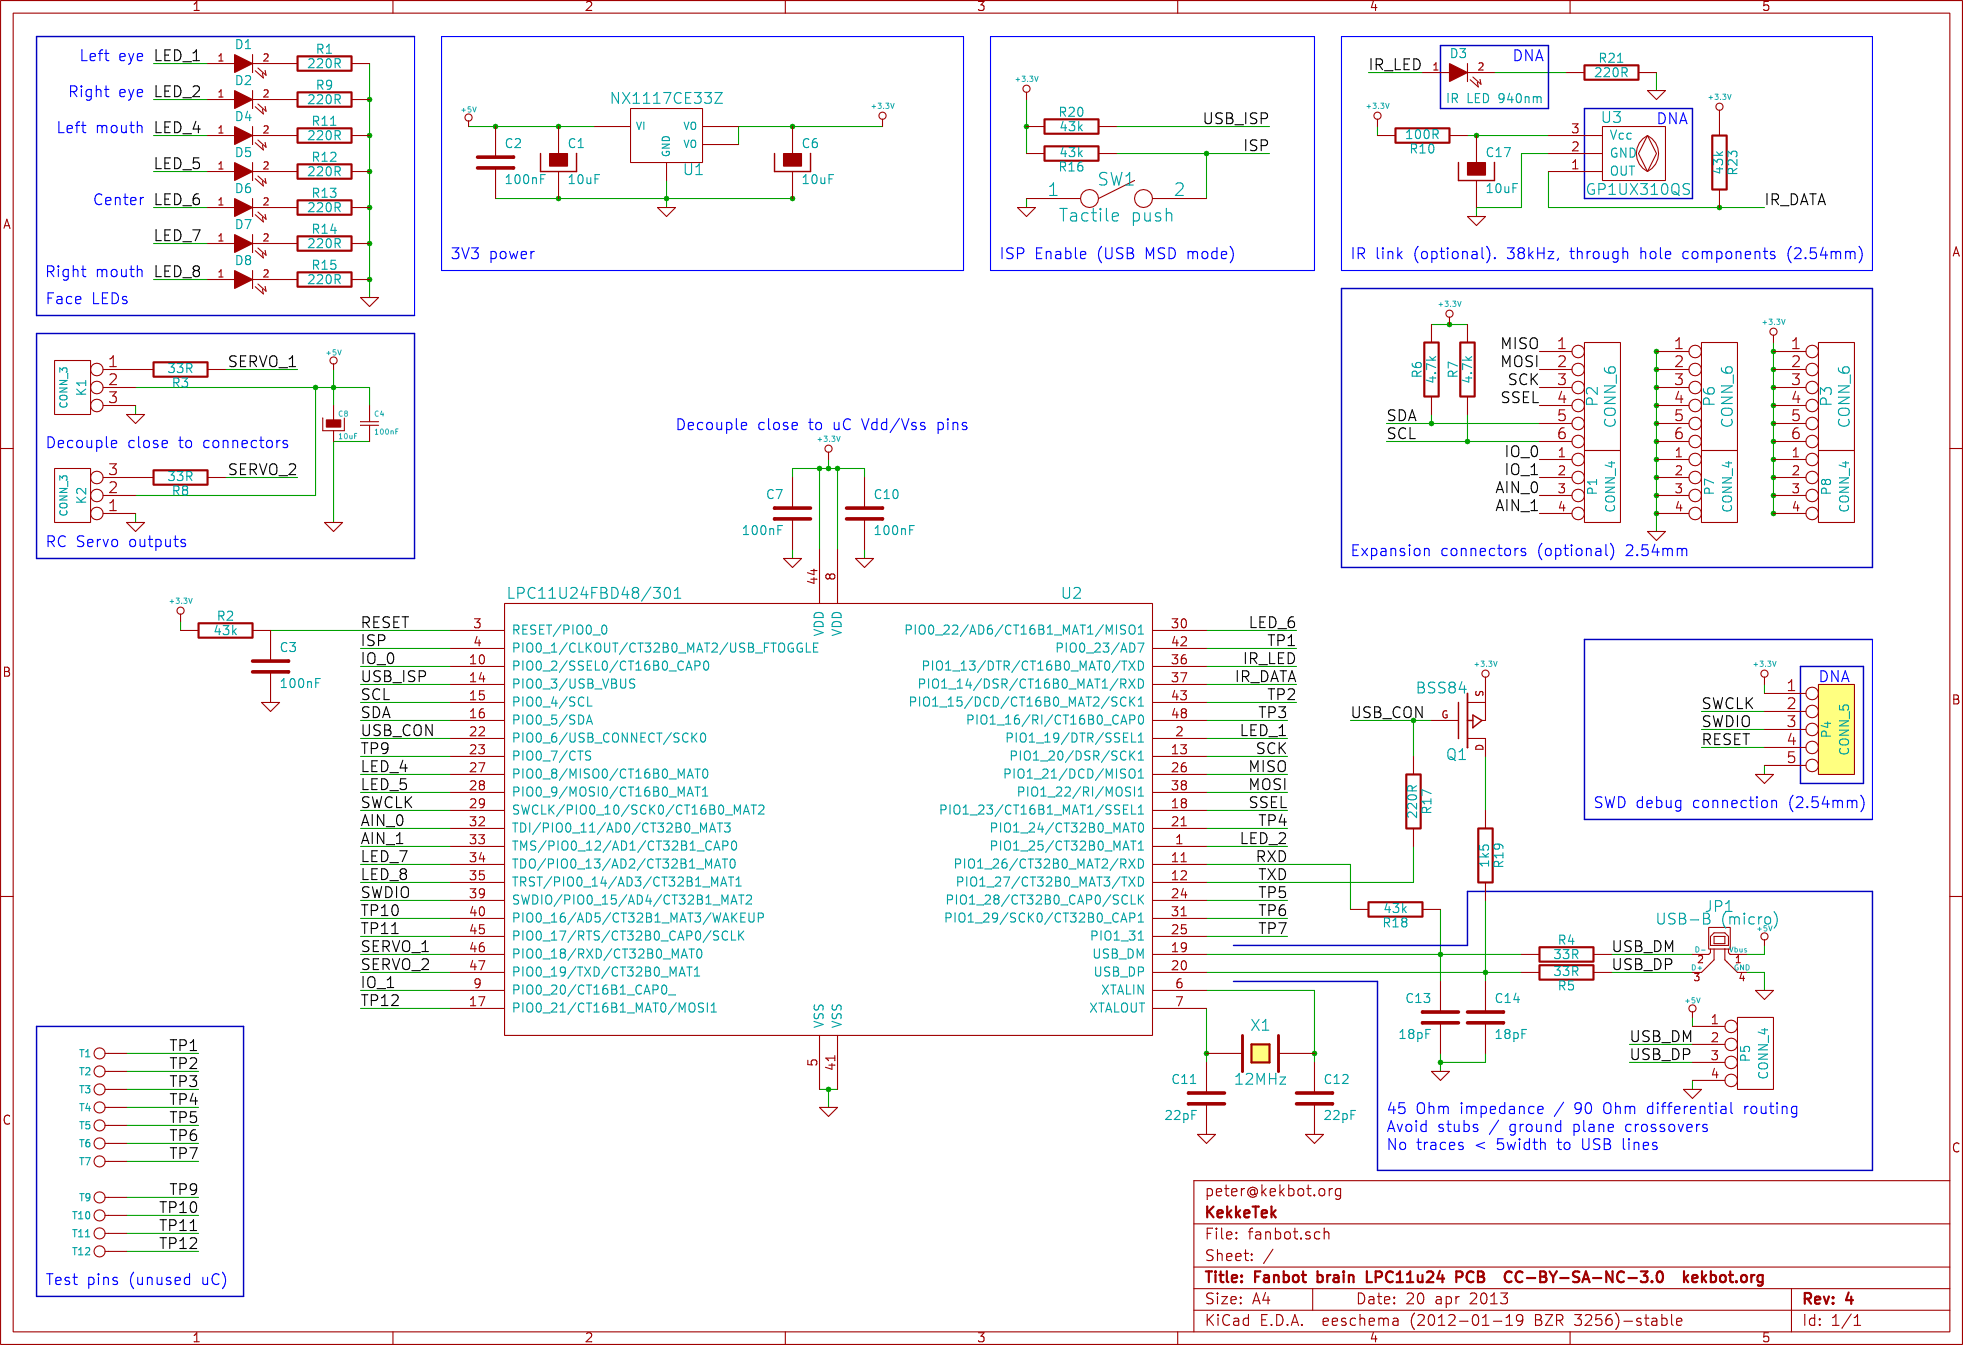 1 2 3 4 5
A
B
C
A
B
C
1 2 3 4 5
Left eye LED_1 1 D1 2 R1 220R
Right eye LED_2 1 D2 2 R9 220R
Left mouth LED_4 1 D4 2 R11 220R
LED_5 1 D5 2 R12 220R
Center LED_6 1 D6 2 R13 220R
LED_7 1 D7 2 R14 220R
Right mouth LED_8 1 D8 2 R15 220R
Face LEDs
NX1117CE33Z
+5V +3.3V
C2 100nF
C1 10uF
VI VO
VO
GND
U1
C6 10uF
3V3 power
+3.3V
R20 43k USB_ISP
43k R16 ISP
1 SW1 2
Tactile push
ISP Enable (USB MSD mode)
IR_LED 1 D3 2 DNA
IR LED 940nm
R21 220R
+3.3V +3.3V
100R R10
C17 10uF
U3 DNA
3 Vcc
2 GND
1 OUT
GP1UX310QS
43k R23
IR_DATA
IR link (optional). 38kHz, through hole components (2.54mm)
CONN_3 K1
1 33R R3 SERVO_1
2
3
+5V
C8 10uF
C4 100nF
Decouple close to connectors
CONN_3 K2
3 33R R8 SERVO_2
2
1
RC Servo outputs
+3.3V
R6 4.7k R7 4.7k
MISO 1
MOSI 2
SCK 3
SSEL 4
SDA 5
SCL 6
P2 CONN_6
IO_0 1
IO_1 2
AIN_0 3
AIN_1 4
P1 CONN_4
1
2
3
4
5
6
P6 CONN_6
1
2
3
4
P7 CONN_4
+3.3V
1
2
3
4
5
6
P3 CONN_6
1
2
3
4
P8 CONN_4
Expansion connectors (optional) 2.54mm
Decouple close to uC Vdd/Vss pins
+3.3V
C7 100nF
C10 100nF
44 8
VDD VDD
LPC11U24FBD48/301 U2
+3.3V
R2 43k
C3 100nF
RESET 3 RESET/PIO0_0
ISP 4 PIO0_1/CLKOUT/CT32B0_MAT2/USB_FTOGGLE
IO_0 10 PIO0_2/SSEL0/CT16B0_CAP0
USB_ISP 14 PIO0_3/USB_VBUS
SCL 15 PIO0_4/SCL
SDA 16 PIO0_5/SDA
USB_CON 22 PIO0_6/USB_CONNECT/SCK0
TP9 23 PIO0_7/CTS
LED_4 27 PIO0_8/MISO0/CT16B0_MAT0
LED_5 28 PIO0_9/MOSI0/CT16B0_MAT1
SWCLK 29 SWCLK/PIO0_10/SCK0/CT16B0_MAT2
AIN_0 32 TDI/PIO0_11/AD0/CT32B0_MAT3
AIN_1 33 TMS/PIO0_12/AD1/CT32B1_CAP0
LED_7 34 TDO/PIO0_13/AD2/CT32B1_MAT0
LED_8 35 TRST/PIO0_14/AD3/CT32B1_MAT1
SWDIO 39 SWDIO/PIO0_15/AD4/CT32B1_MAT2
TP10 40 PIO0_16/AD5/CT32B1_MAT3/WAKEUP
TP11 45 PIO0_17/RTS/CT32B0_CAP0/SCLK
SERVO_1 46 PIO0_18/RXD/CT32B0_MAT0
SERVO_2 47 PIO0_19/TXD/CT32B0_MAT1
IO_1 9 PIO0_20/CT16B1_CAP0_
TP12 17 PIO0_21/CT16B1_MAT0/MOSI1
PIO0_22/AD6/CT16B1_MAT1/MISO1 30 LED_6
PIO0_23/AD7 42 TP1
PIO1_13/DTR/CT16B0_MAT0/TXD 36 IR_LED
PIO1_14/DSR/CT16B0_MAT1/RXD 37 IR_DATA
PIO1_15/DCD/CT16B0_MAT2/SCK1 43 TP2
PIO1_16/RI/CT16B0_CAP0 48 TP3
PIO1_19/DTR/SSEL1 2 LED_1
PIO1_20/DSR/SCK1 13 SCK
PIO1_21/DCD/MISO1 26 MISO
PIO1_22/RI/MOSI1 38 MOSI
PIO1_23/CT16B1_MAT1/SSEL1 18 SSEL
PIO1_24/CT32B0_MAT0 21 TP4
PIO1_25/CT32B0_MAT1 1 LED_2
PIO1_26/CT32B0_MAT2/RXD 11 RXD
PIO1_27/CT32B0_MAT3/TXD 12 TXD
PIO1_28/CT32B0_CAP0/SCLK 24 TP5
PIO1_29/SCK0/CT32B0_CAP1 31 TP6
PIO1_31 25 TP7
USB_DM 19
USB_DP 20
XTALIN 6
XTALOUT 7
VSS VSS
5 41
X1
12MHz
C11 22pF
C12 22pF
+3.3V
BSS84
USB_CON
G S D
Q1
220R R17
1k5 R19
43k R18
+3.3V
DNA
1
SWCLK 2
SWDIO 3
RESET 4
5
P4 CONN_5
SWD debug connection (2.54mm)
JP1
USB-B (micro)
+5V
R4 33R USB_DM
33R R5 USB_DP
D- 2 Vbus 1
D+ 3 GND 4
C13 18pF
C14 18pF
+5V
1
USB_DM 2
USB_DP 3
4
P5 CONN_4
45 Ohm impedance / 90 Ohm differential routing
Avoid stubs / ground plane crossovers
No traces < 5width to USB lines
T1 TP1
T2 TP2
T3 TP3
T4 TP4
T5 TP5
T6 TP6
T7 TP7
T9 TP9
T10 TP10
T11 TP11
T12 TP12
Test pins (unused uC)
peter@kekbot.org
KekkeTek
File: fanbot.sch
Sheet: /
Title: Fanbot brain LPC11u24 PCB CC-BY-SA-NC-3.0 kekbot.org
Size: A4 Date: 20 apr 2013 Rev: 4
KiCad E.D.A. eeschema (2012-01-19 BZR 3256)-stable Id: 1/1